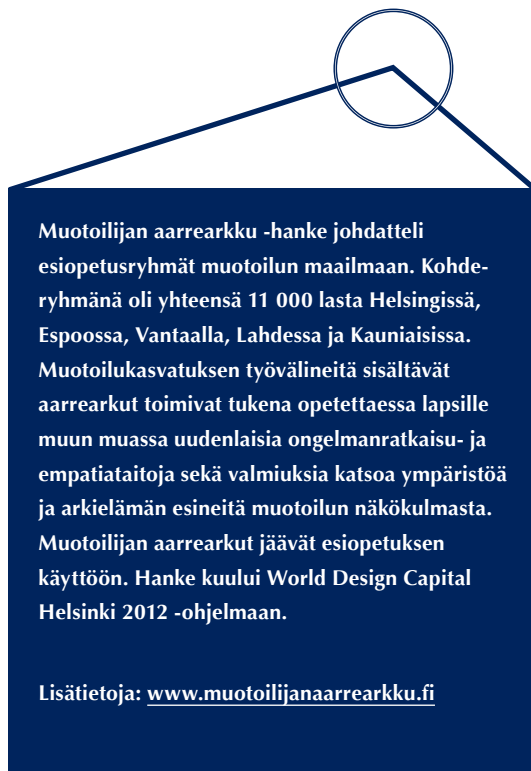 Muotoilijan aarrearkku -hanke johdatteli
esiopetusryhmät muotoilun maailmaan. Kohde-
ryhmänä oli yhteensä 11 000 lasta Helsingissä,
Espoossa, Vantaalla, Lahdessa ja Kauniaisissa.
Muotoilukasvatuksen työvälineitä sisältävät
aarrearkut toimivat tukena opetettaessa lapsille
muun muassa uudenlaisia ongelmanratkaisu- ja
empatiataitoja sekä valmiuksia katsoa ympäristöä
ja arkielämän esineitä muotoilun näkökulmasta.
Muotoilijan aarrearkut jäävät esiopetuksen
käyttöön. Hanke kuului World Design Capital
Helsinki 2012 -ohjelmaan.
Lisätietoja: www.muotoilijanaarrearkku.fi